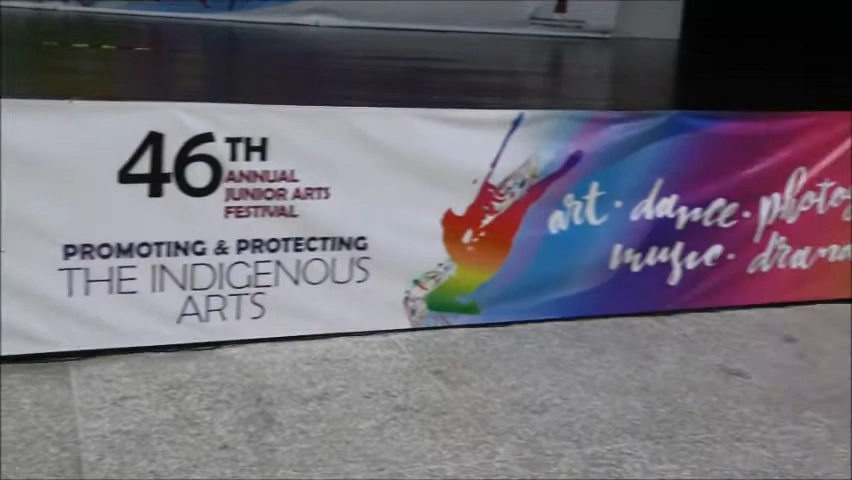 46TH
ANNUAL
JUNIOR ARTS
FESTIVAL
PROMOTING & PROTECTING
THE INDIGENOUS
ARTS
art · dance ·
music ·